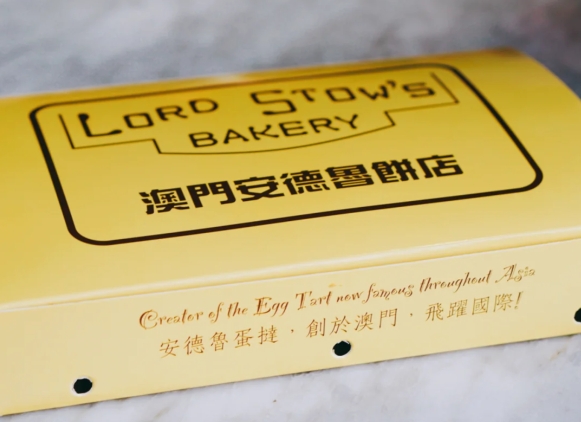 LORD STOW'S
BAKERY
澳門安德魯餅店
Creator of the Egg Tart now famous throughout Asia
安德魯蛋撻,創於澳門,飛躍國際!